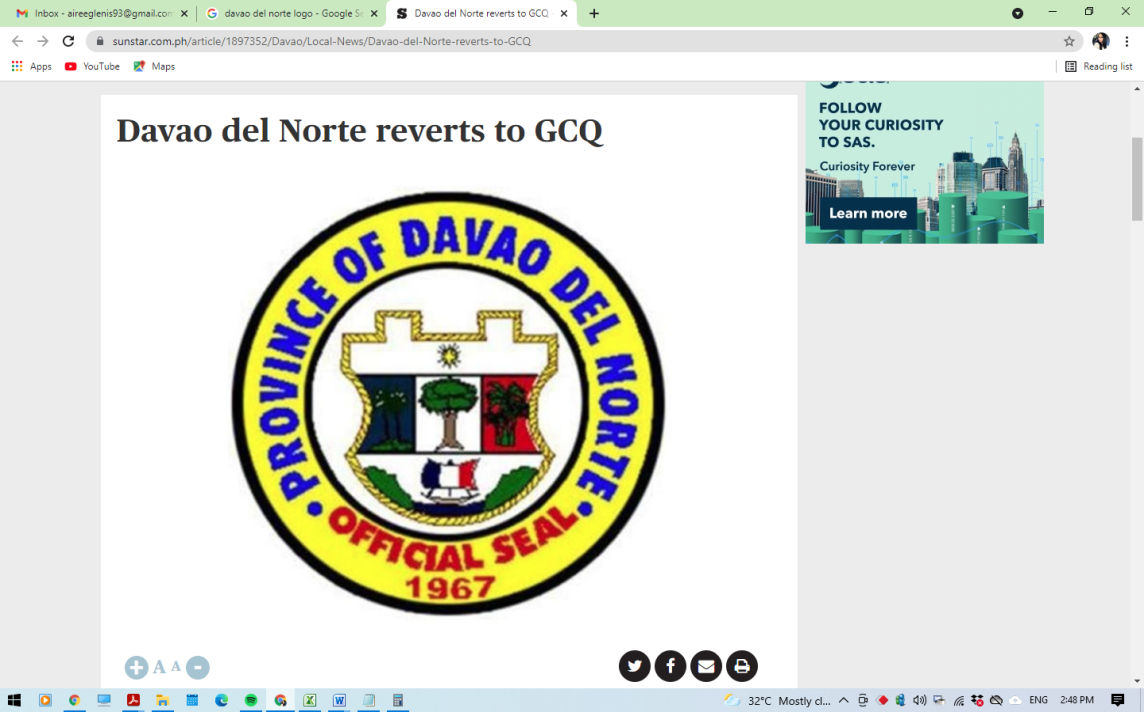 Inbox - aireeglenis93@gmail.com
davao del norte logo - Google Se
Davao del Norte reverts to GCQ
sunstar.com.ph/article/1897352/Davao/Local-News/Davao-del-Norte-reverts-to-GCQ
Apps
YouTube
Maps
Reading list
Davao del Norte reverts to GCQ
PROVINCE OF DAVAO DEL NORTE
OFFICIAL SEAL
1967
FOLLOW
YOUR CURIOSITY
TO SAS.
Curiosity Forever
Learn more
A A
32°C Mostly cl...
ENG
2:48 PM